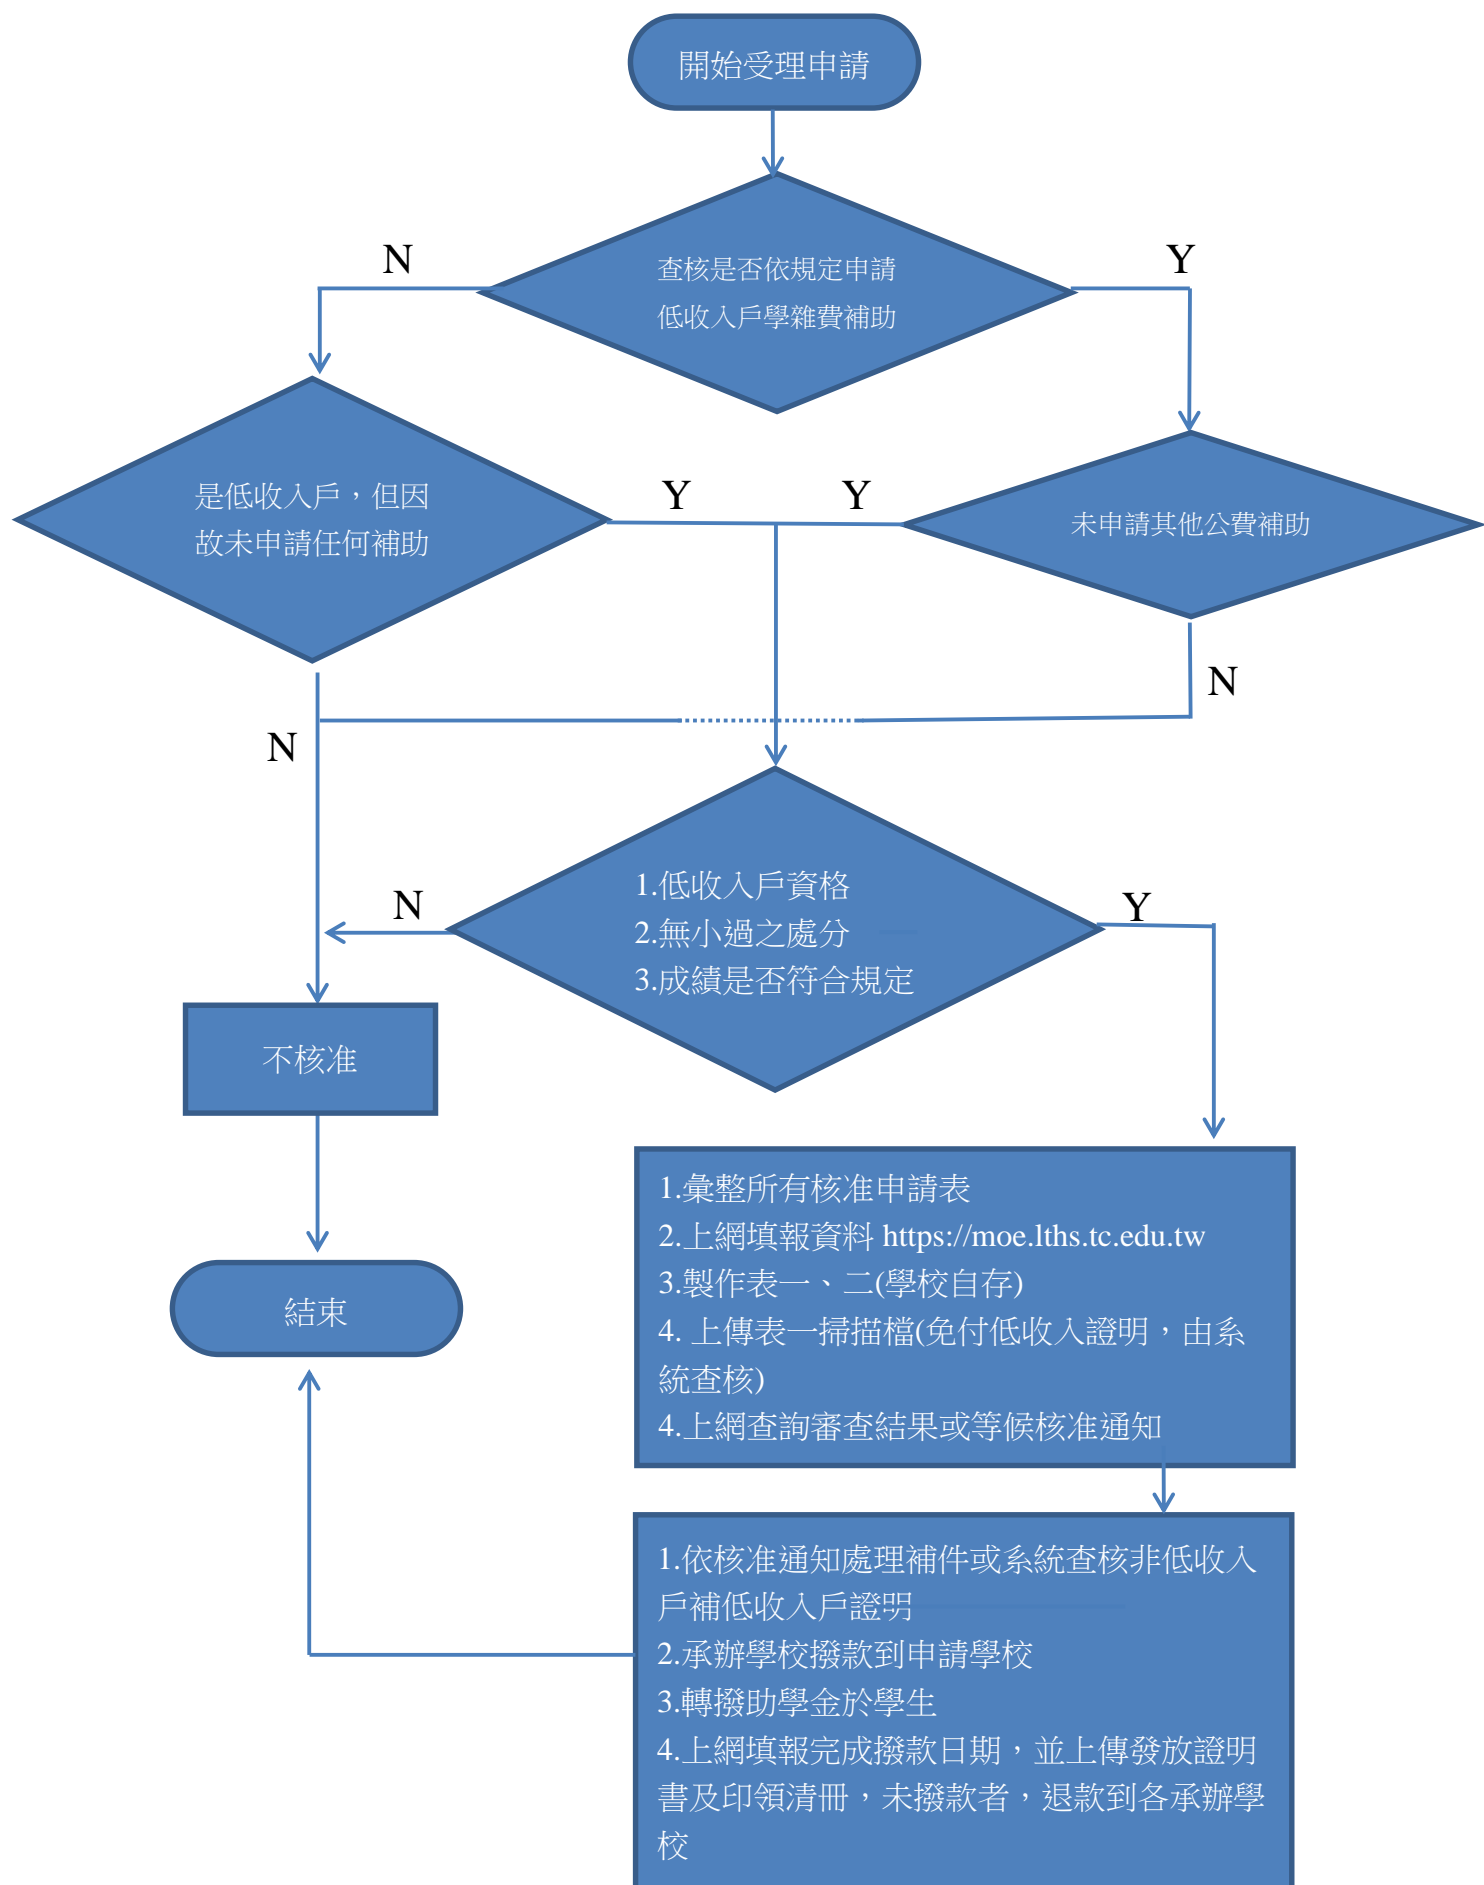 開始受理申請
N
Y
查核是否依規定申請
低收入戶學雜費補助
是低收入戶，但因
故未申請任何補助
Y
Y
未申請其他公費補助
N
N
N
1.低收入戶資格
2.無小過之處分
3.成績是否符合規定
Y
不核准
1.彙整所有核准申請表
2.上網填報資料 https://moe.lths.tc.edu.tw
3.製作表一、二(學校自存)
4. 上傳表一掃描檔(免付低收入證明，由系
統查核)
4.上網查詢審查結果或等候核准通知
結束
1.依核准通知處理補件或系統查核非低收入
戶補低收入戶證明
2.承辦學校撥款到申請學校
3.轉撥助學金於學生
4.上網填報完成撥款日期，並上傳發放證明
書及印領清冊，未撥款者，退款到各承辦學
校